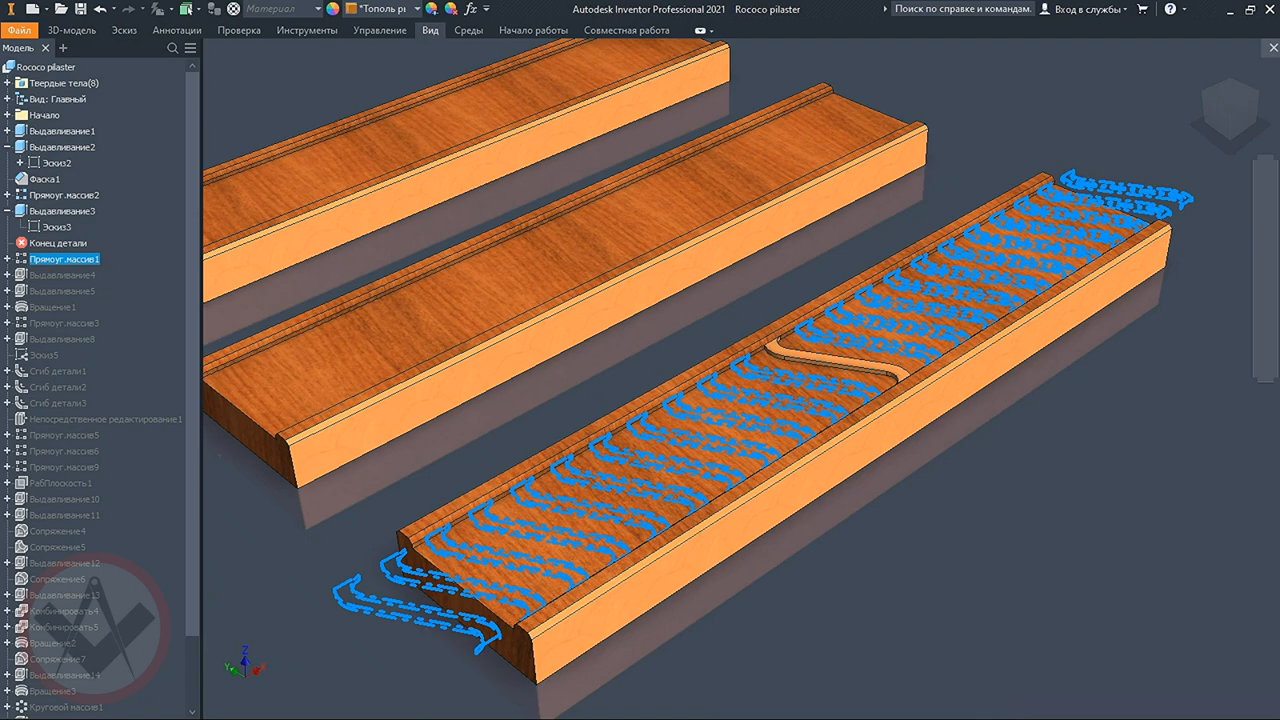 Материал
*Тополь pı
fx
Autodesk Inventor Professional 2021 Rococo pilaster
Поиск по справке и командам.
Вход в службы
Файл 3D-модель Эскиз Аннотации Проверка Инструменты Управление Вид Среды Начало работы Совместная работа
Модель
Rococo pilaster
Твердые тела(8)
Вид: Главный
Начало
Выдавливание1
Выдавливание2
Эскиз2
Фаска1
Прямоуг.массив2
Выдавливание3
Эскиз3
Конец детали
Прямоуг.массив1
Выдавливание4
Выдавливание5
Вращение1
Прямоуг.массив3
Выдавливание8
Эскиз5
Сгиб детали1
Сгиб детали2
Сгиб детали3
Непосредственное редактирование1
Прямоуг.массив5
Прямоуг.массив6
Прямоуг.массив9
РабПлоскость1
Выдавливание10
Выдавливание11
Сопряжение4
Сопряжение5
Выдавливание12
Сопряжение6
Выдавливание13
Комбинировать4
Комбинировать5
Вращение2
Сопряжение7
Выдавливание14
Вращение3
Круговой массив1
Z
Y
X